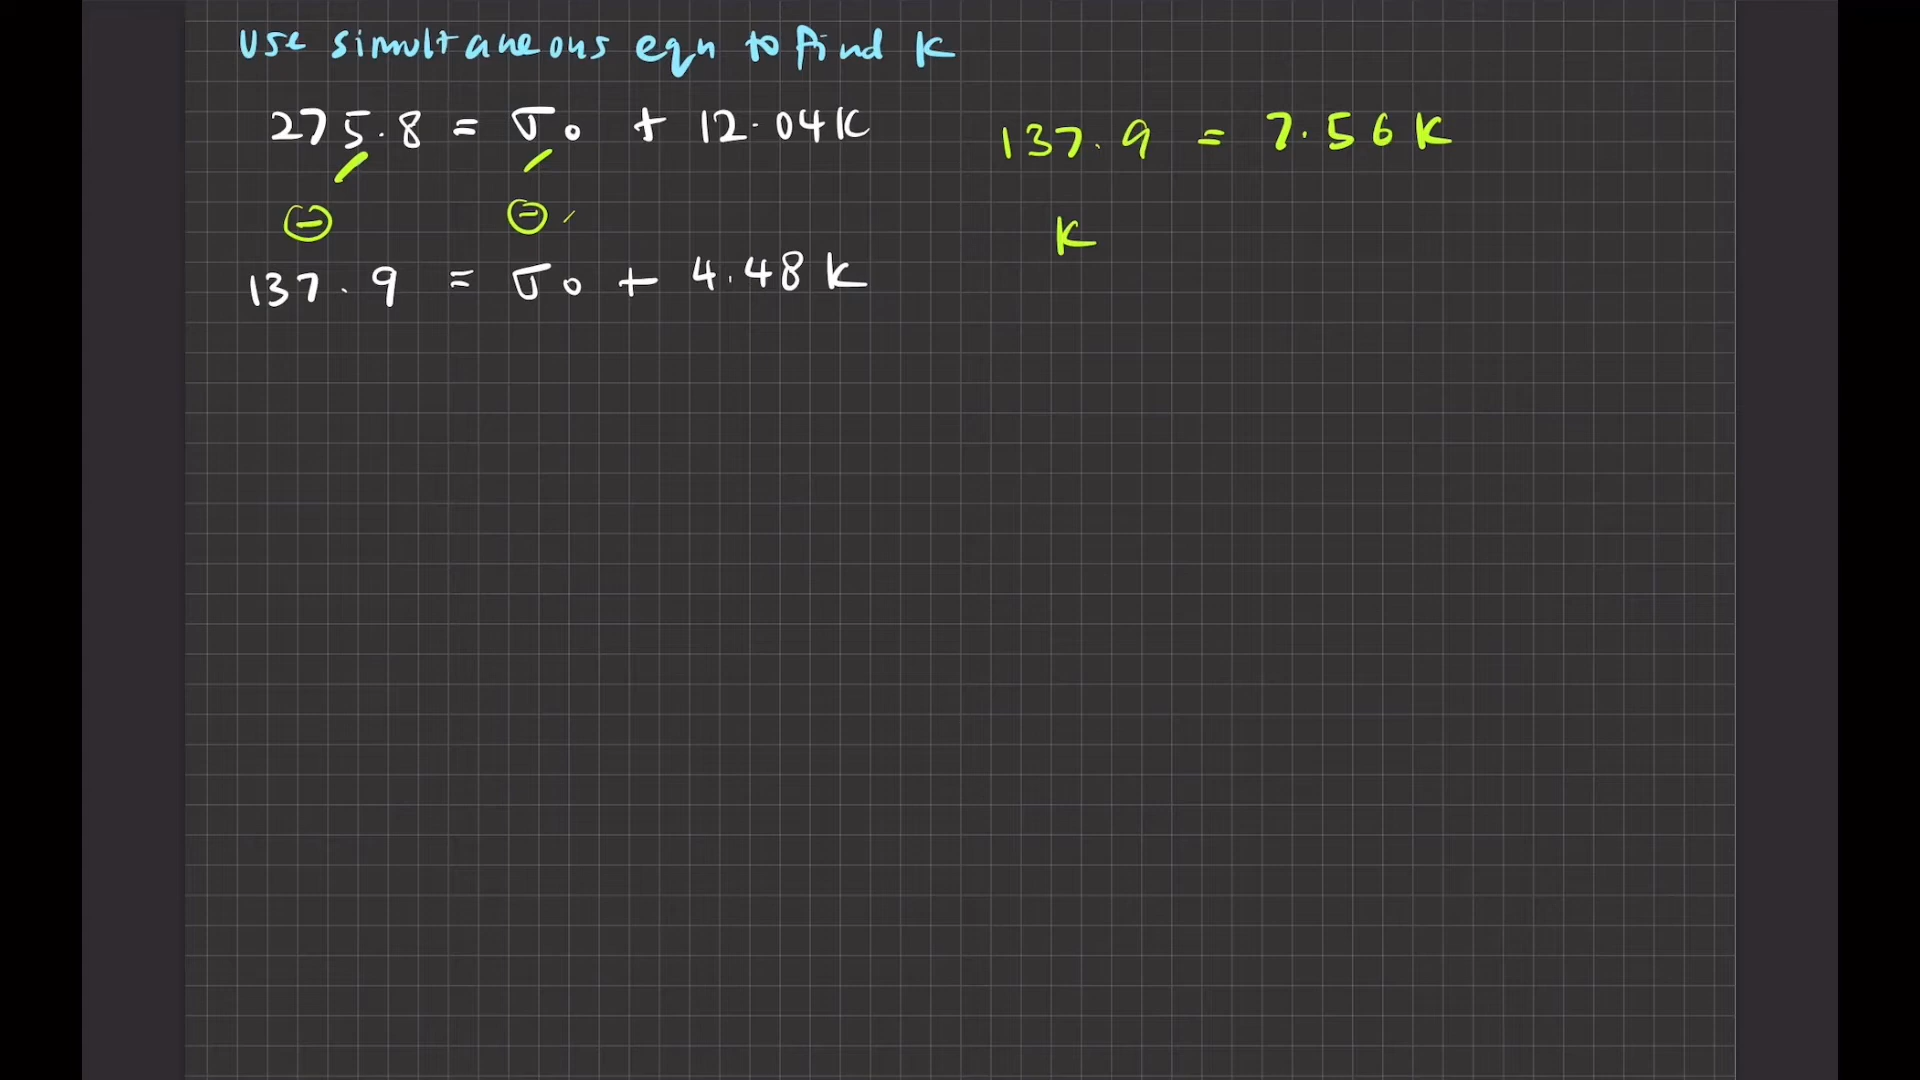 Use simultaneous eqn to find K
275.8 = σ₀ + 12.04K
⊖ ⊖
137.9 = σ₀ + 4.48K
137.9 = 7.56K
K